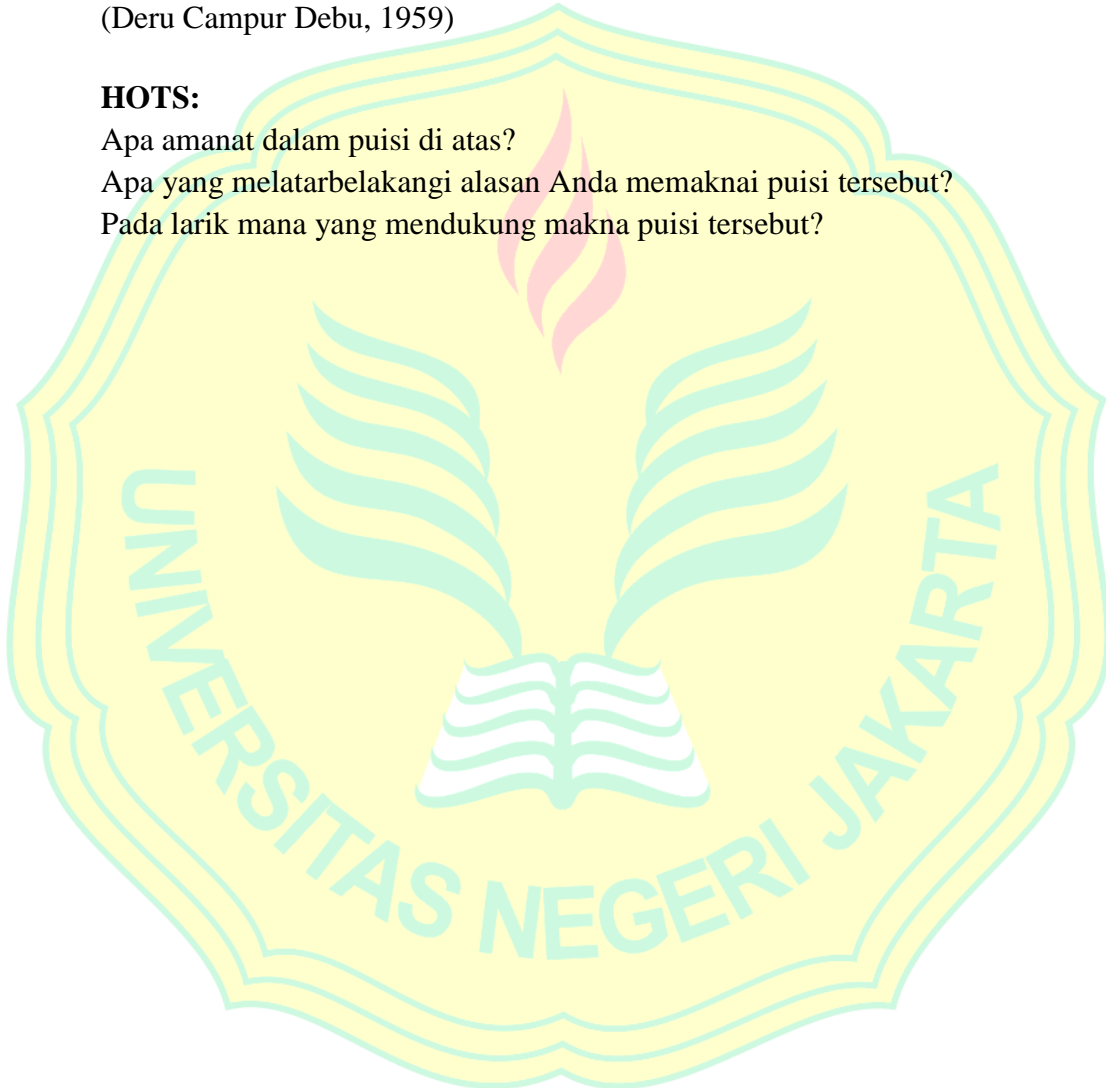 (Deru Campur Debu, 1959)
HOTS:
Apa amanat dalam puisi di atas?
Apa yang melatarbelakangi alasan Anda memaknai puisi tersebut?
Pada larik mana yang mendukung makna puisi tersebut?
UNIVERSITAS NEGERI JAKARTA